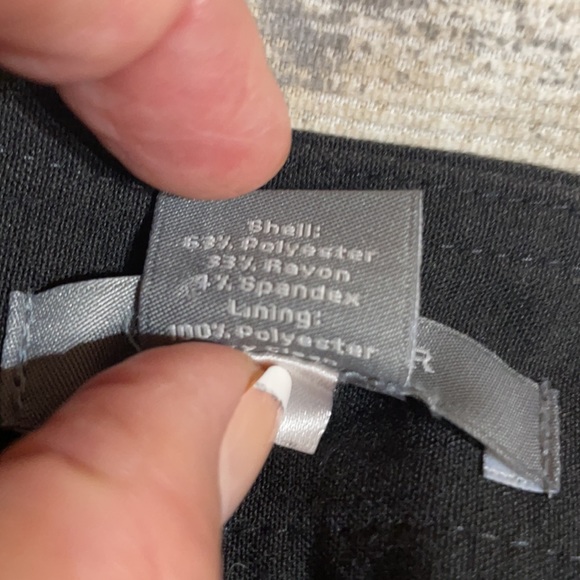 Shell:
63% Polyester
33% Rayon
4% Spandex
Lining:
100% Polyester
R